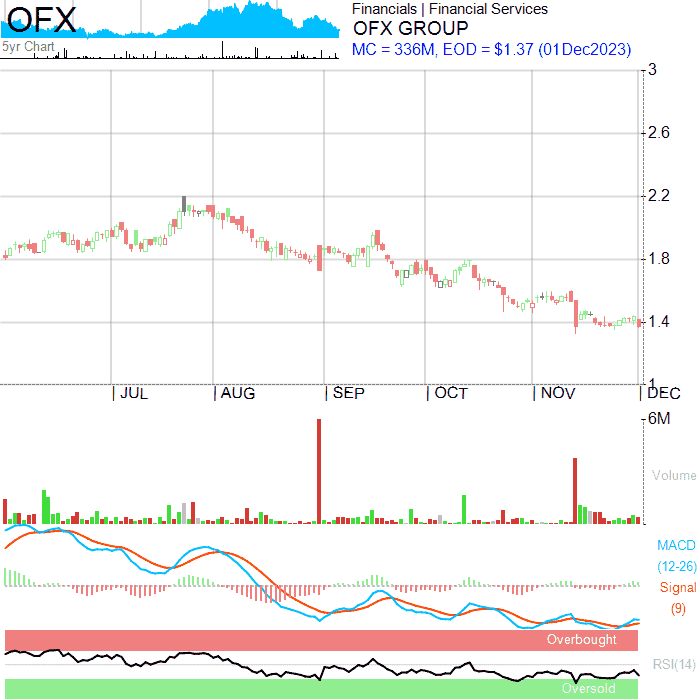 OFX
5yr Chart
Financials | Financial Services
OFX GROUP
MC = 336M, EOD = $1.37 (01Dec2023)
3
2.6
2.2
1.8
1.4
1
| JUL | AUG | SEP | OCT | NOV | DEC
6M
Volume
MACD
(12-26)
Signal
(9)
Overbought
RSI(14)
Oversold